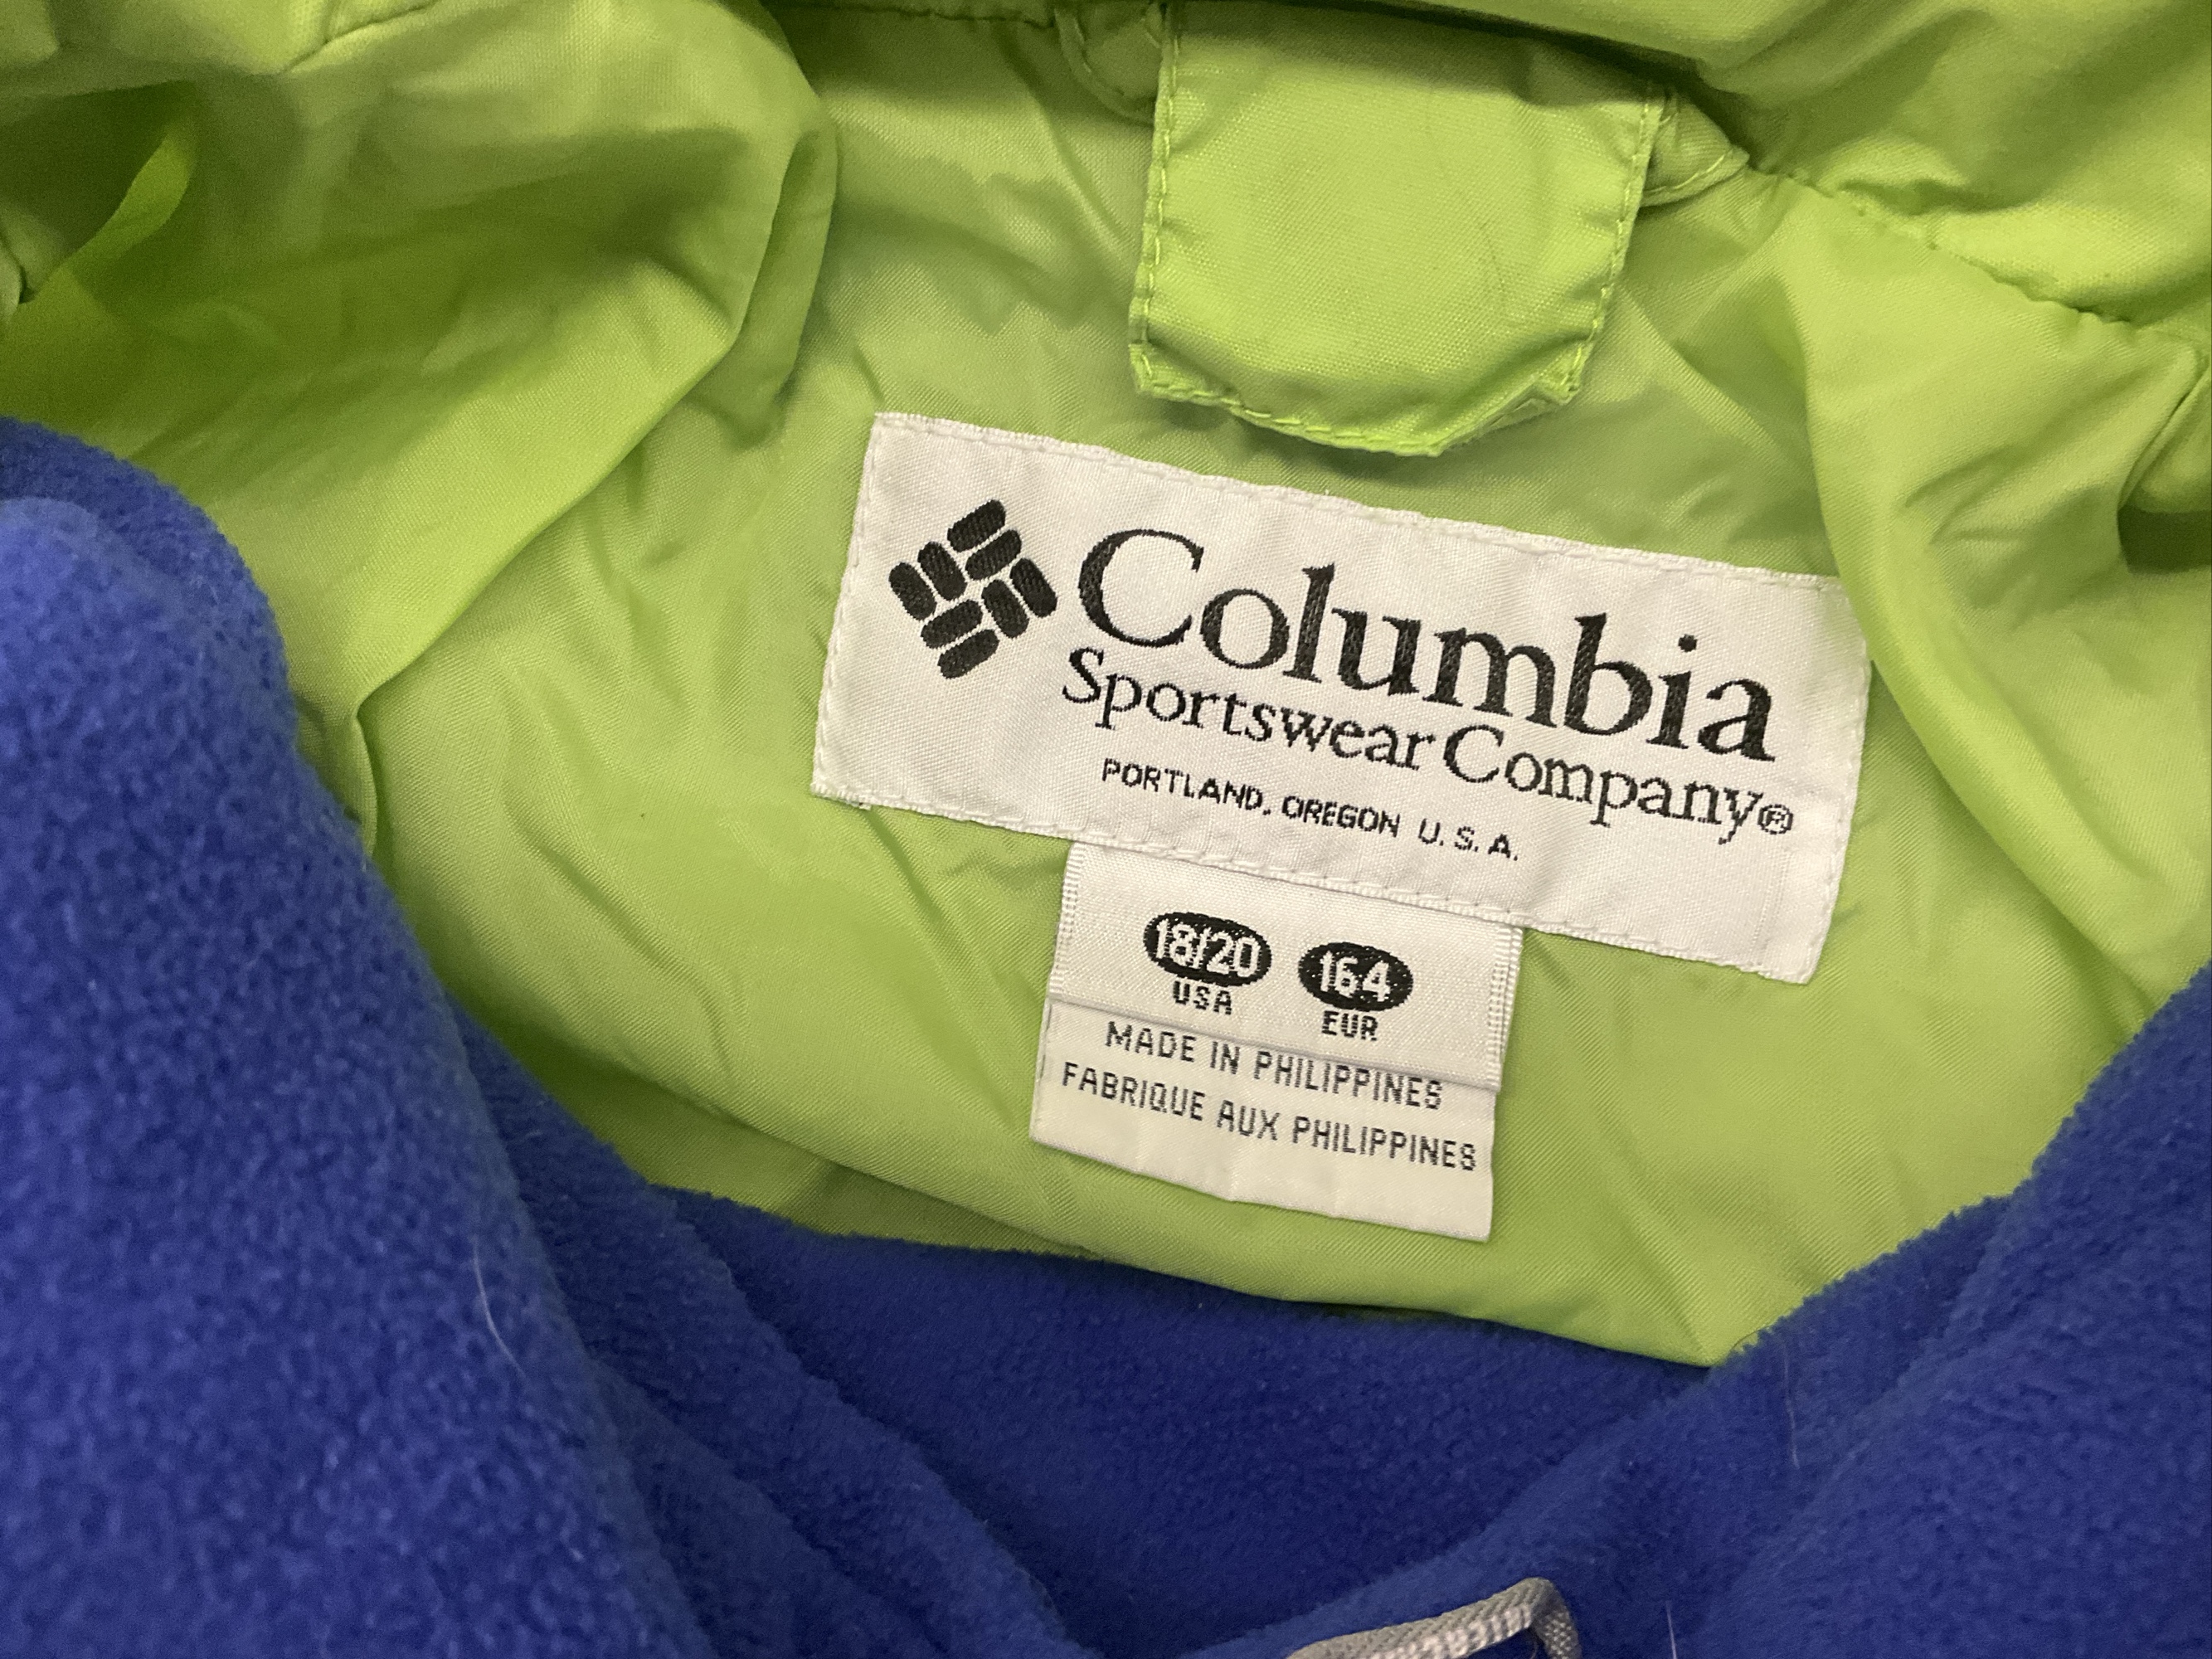 Columbia
Sportswear Company®
PORTLAND, OREGON U.S.A.
18/20 164
USA EUR
MADE IN PHILIPPINES
FABRIQUE AUX PHILIPPINES